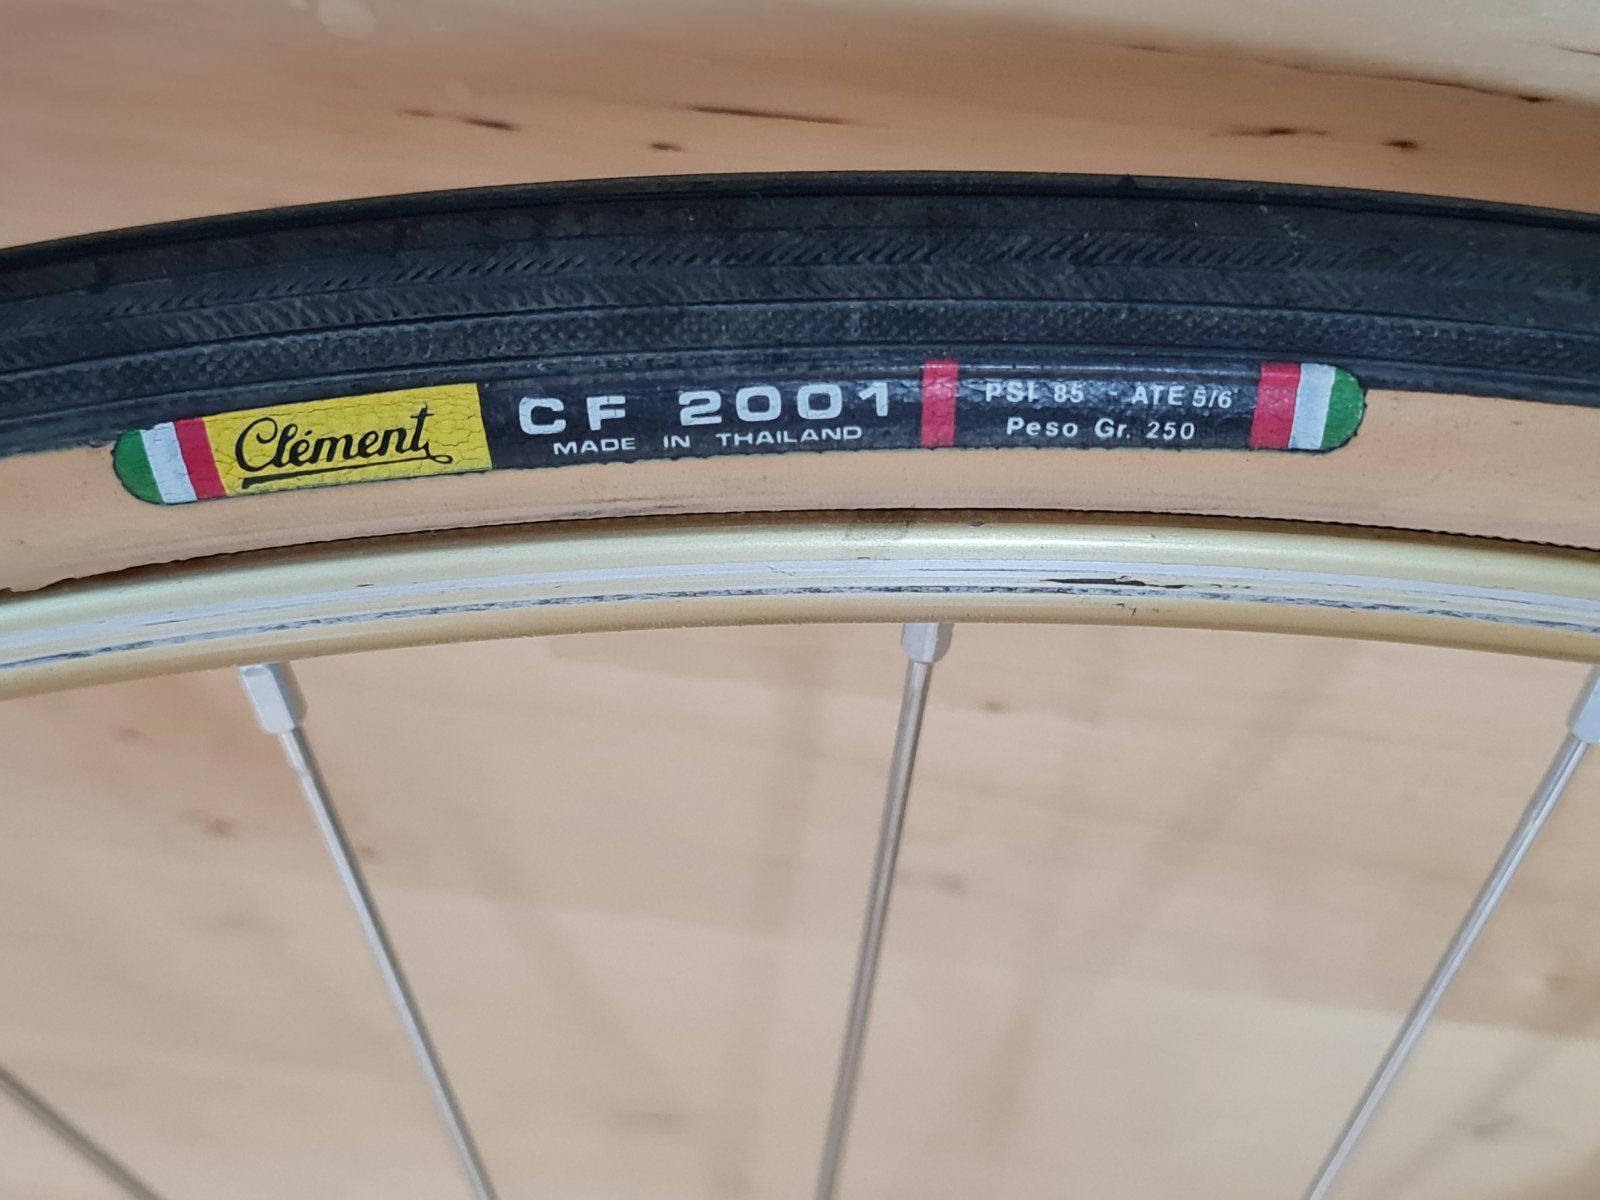 Clément
CF 2001
MADE IN THAILAND
PSI. 85 - ATE 5/6
Peso Gr. 250